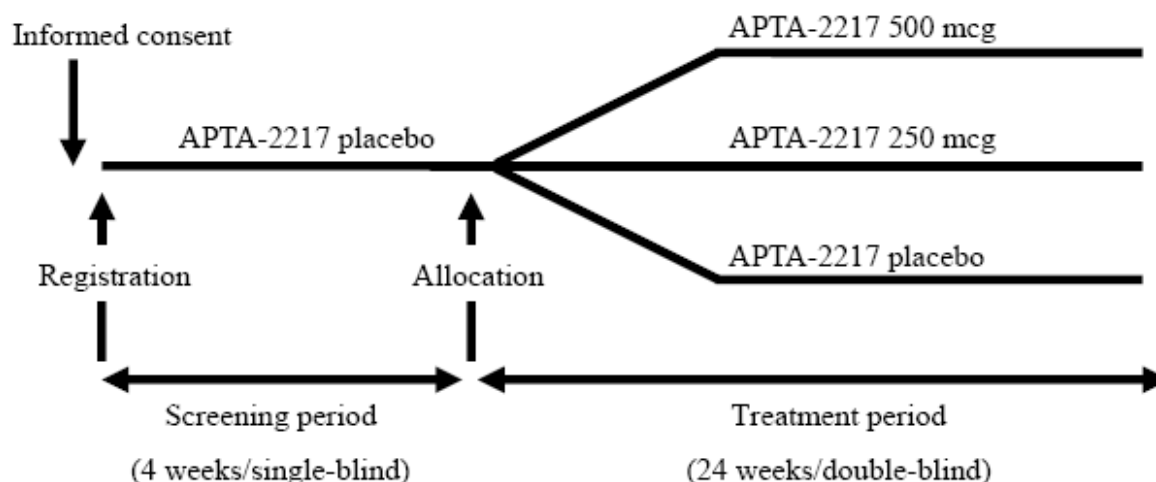 APTA-2217 500 mcg
Informed consent
APTA-2217 placebo
APTA-2217 250 mcg
APTA-2217 placebo
Registration
Allocation
Screening period
(4 weeks/single-blind)
Treatment period
(24 weeks/double-blind)